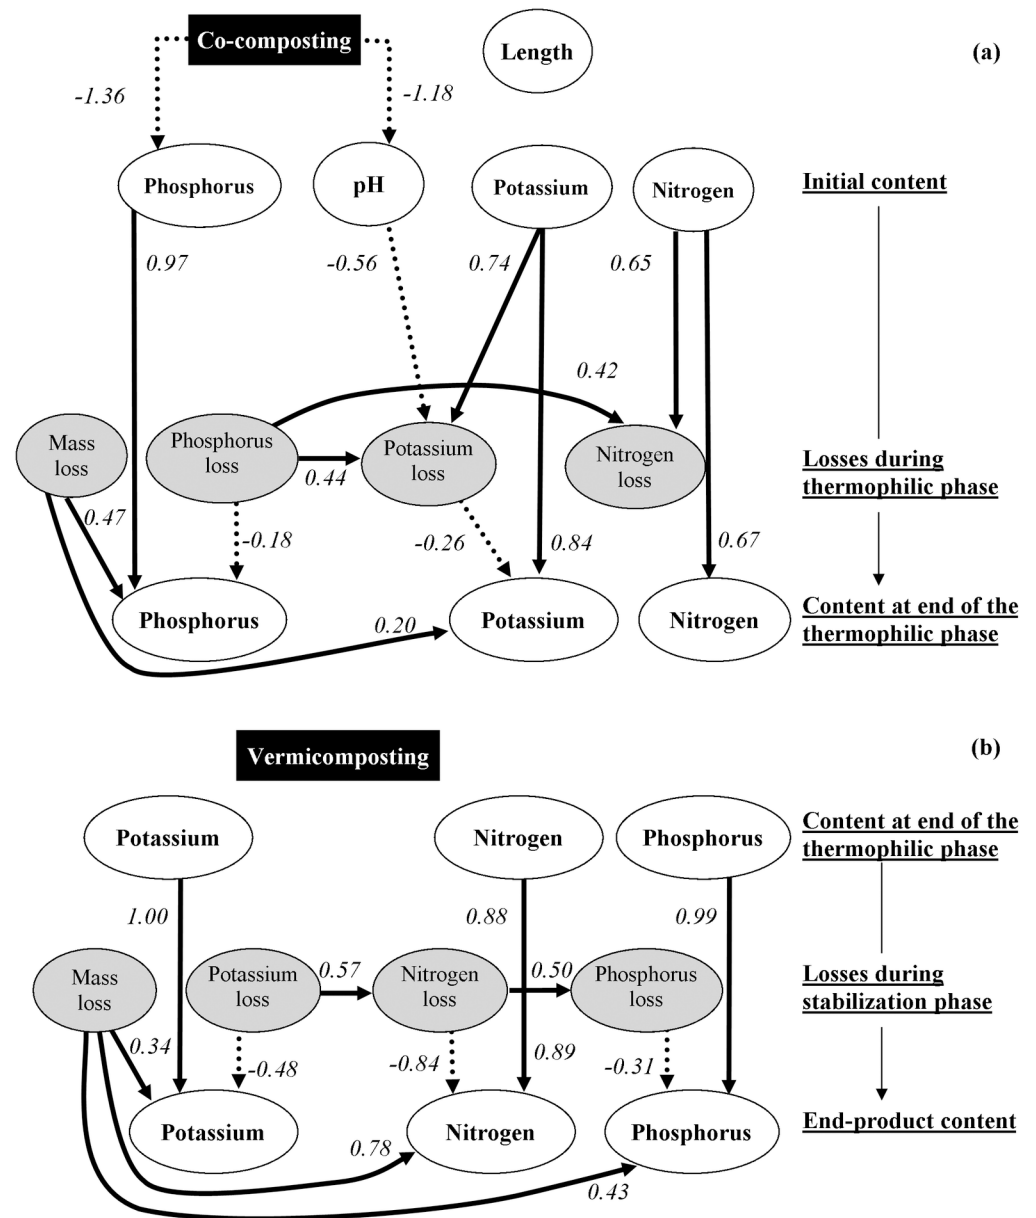 Co-composting
Length
(a)
-1.36
-1.18
Phosphorus
pH
Potassium
Nitrogen
Initial content
0.97
-0.56
0.74
0.65
0.42
Mass
loss
Phosphorus
loss
Potassium
loss
Nitrogen
loss
Losses during
thermophilic phase
0.44
0.47
-0.18
-0.26
0.84
0.67
Phosphorus
Potassium
Nitrogen
Content at end of the
thermophilic phase
0.20
Vermicomposting
(b)
Potassium
Nitrogen
Phosphorus
Content at end of the
thermophilic phase
1.00
0.88
0.99
Mass
loss
Potassium
loss
0.57
Nitrogen
loss
0.50
Phosphorus
loss
Losses during
stabilization phase
0.34
-0.48
-0.84
0.89
-0.31
Potassium
Nitrogen
Phosphorus
End-product content
0.78
0.43